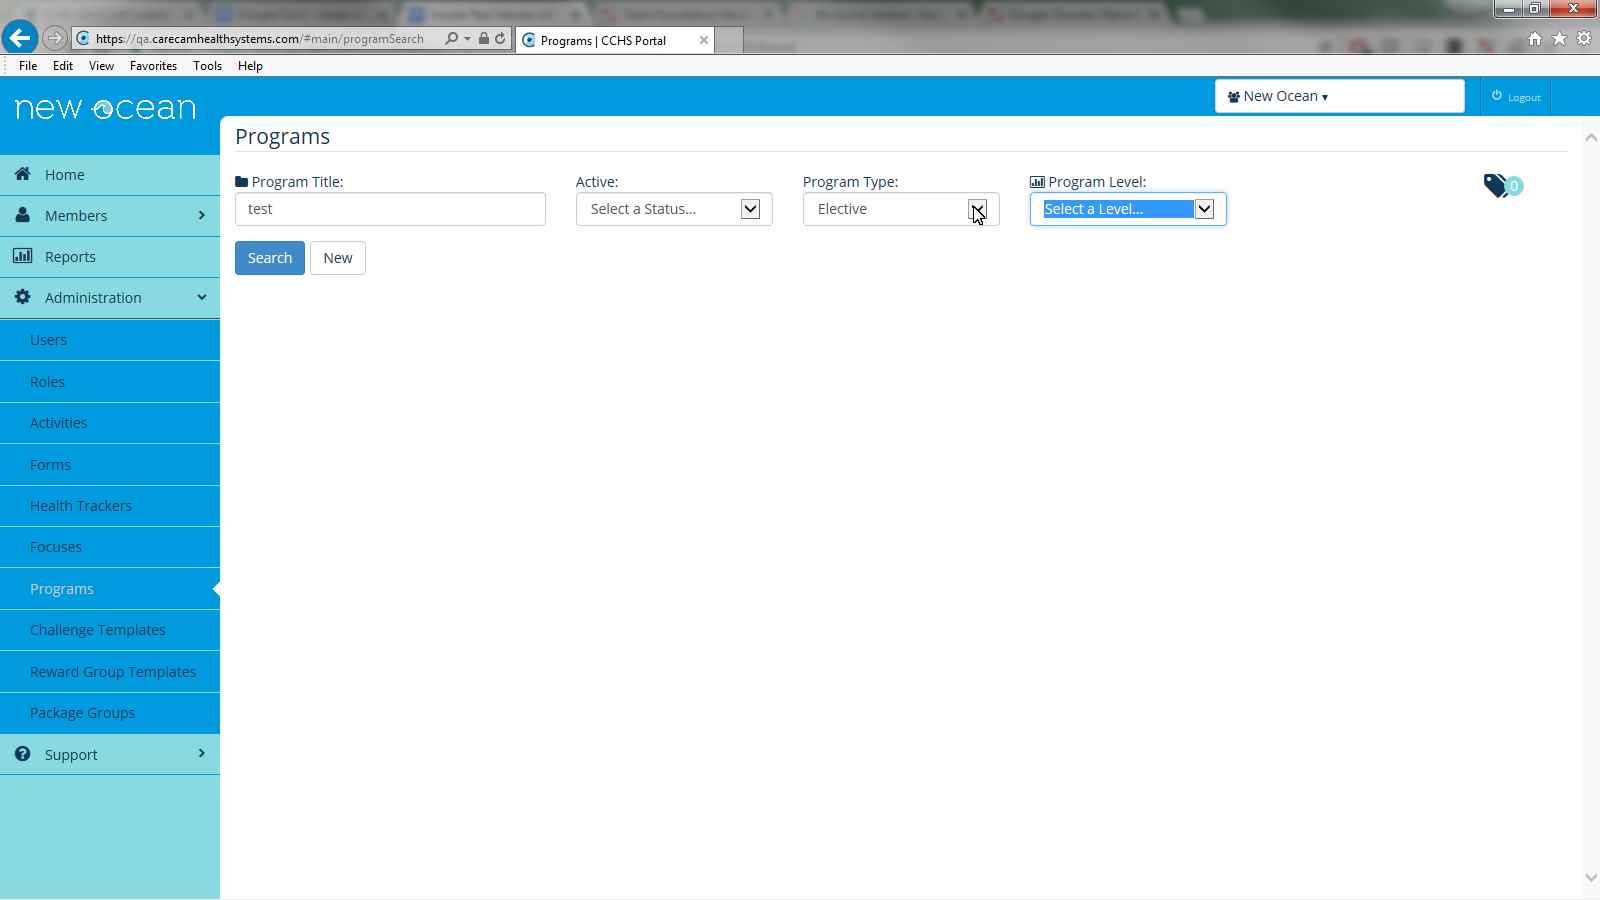 https://qa.carecamhealthsystems.com/#main/programSearch
Programs | CCHS Portal
File Edit View Favorites Tools Help
new ocean
New Ocean
Logout
Programs
Home
Members
Reports
Administration
Users
Roles
Activities
Forms
Health Trackers
Focuses
Programs
Challenge Templates
Reward Group Templates
Package Groups
Support
Program Title: Active: Program Type: Program Level:
test Select a Status... Elective Select a Level...
0
Search New